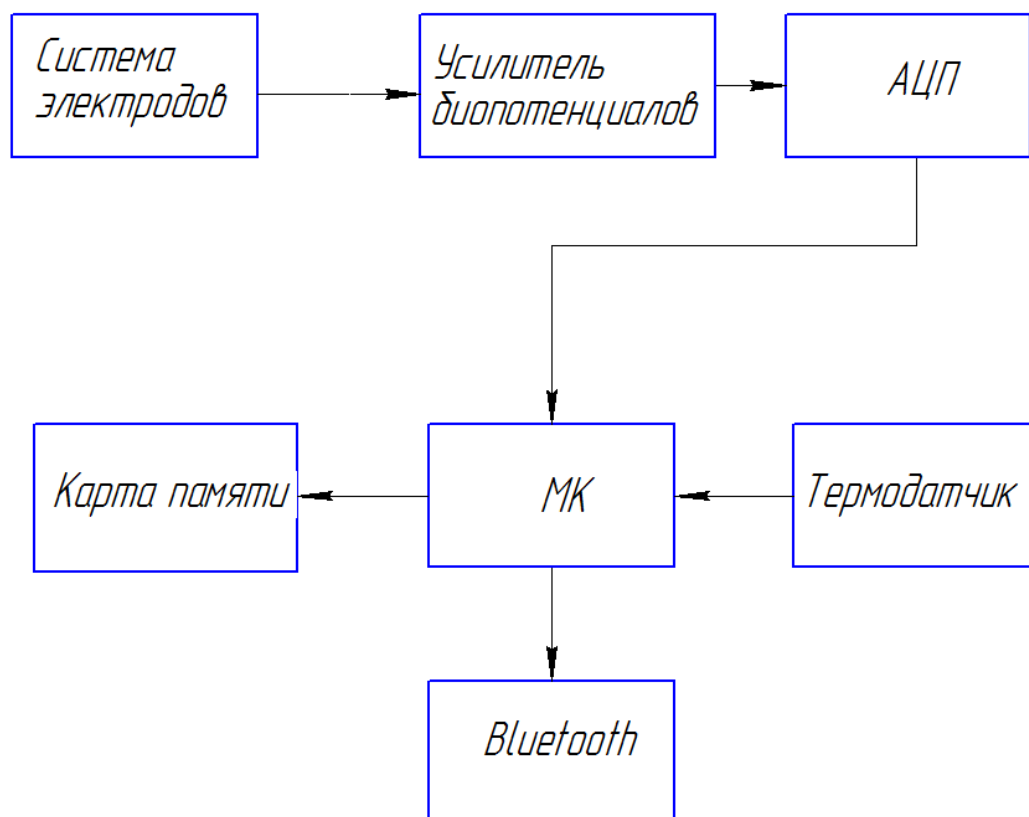 Система
электродов
Усилитель
биопотенциалов
АЦП
Карта памяти
МК
Термодатчик
Bluetooth